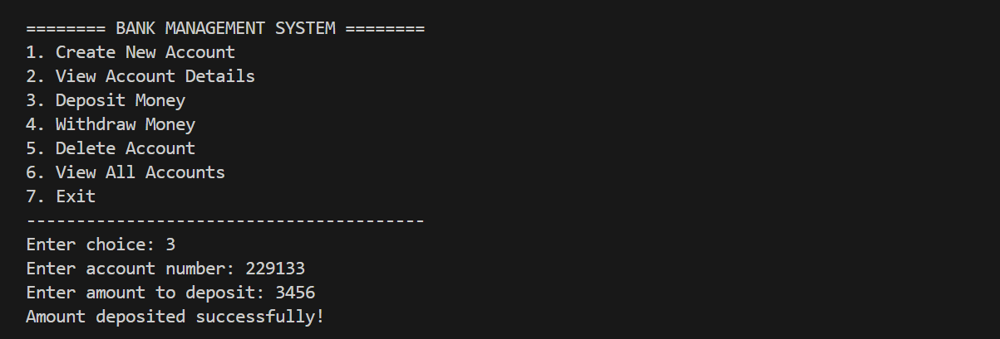 ======== BANK MANAGEMENT SYSTEM ========
1. Create New Account
2. View Account Details
3. Deposit Money
4. Withdraw Money
5. Delete Account
6. View All Accounts
7. Exit
----------------------------------------
Enter choice: 3
Enter account number: 229133
Enter amount to deposit: 3456
Amount deposited successfully!